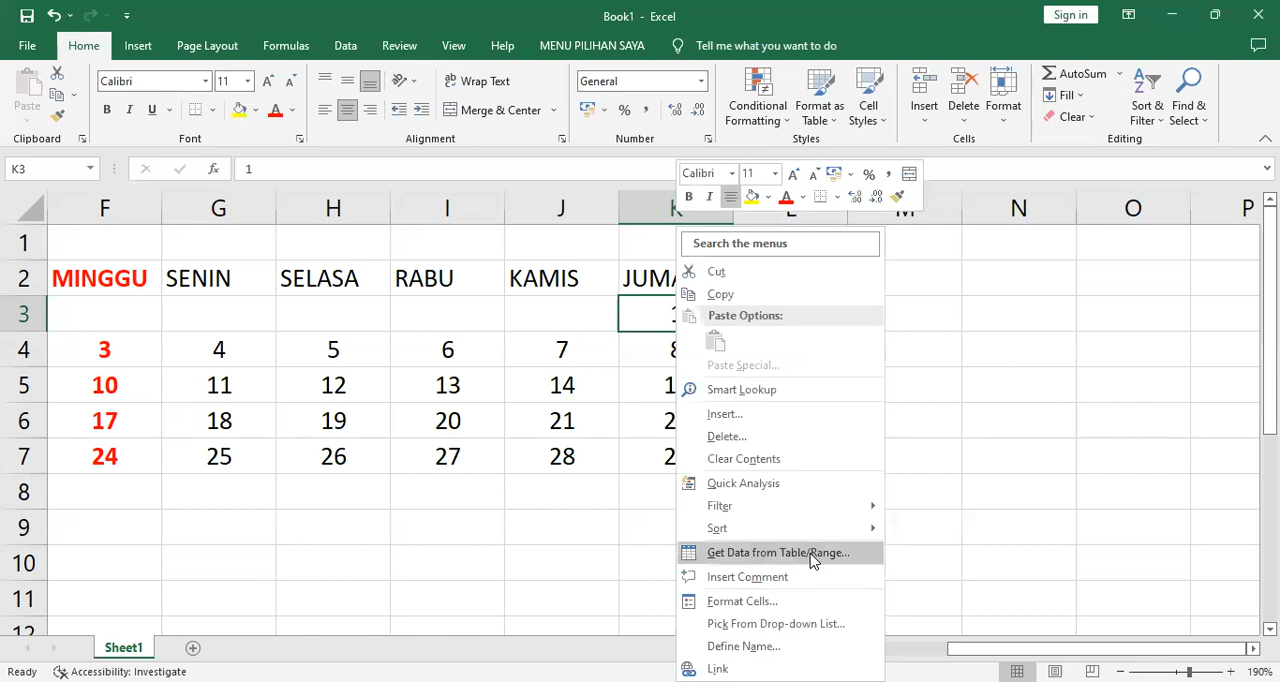 Book1 - Excel
Sign in
File Home Insert Page Layout Formulas Data Review View Help MENU PILIHAN SAYA Tell me what you want to do
Paste
Calibri 11
B I U A
Wrap Text
Merge & Center
General
% ,
Conditional Formatting
Format as Table
Cell Styles
Insert
Delete
Format
AutoSum
Fill
Clear
Sort & Filter
Find & Select
Clipboard Font Alignment Number Styles Cells Editing
K3 fx 1
Calibri 11 % ,
B I A
F G H I J K N O P
1
2 MINGGU SENIN SELASA RABU KAMIS
3
4 3 4 5 6 7 8
5 10 11 12 13 14
6 17 18 19 20 21
7 24 25 26 27 28
8
9
10
11
12
Search the menus
Cut
Copy
Paste Options:
Paste Special...
Smart Lookup
Insert...
Delete...
Clear Contents
Quick Analysis
Filter
Sort
Get Data from Table/Range...
Insert Comment
Format Cells...
Pick From Drop-down List...
Define Name...
Link
Sheet1
Ready Accessibility: Investigate 190%